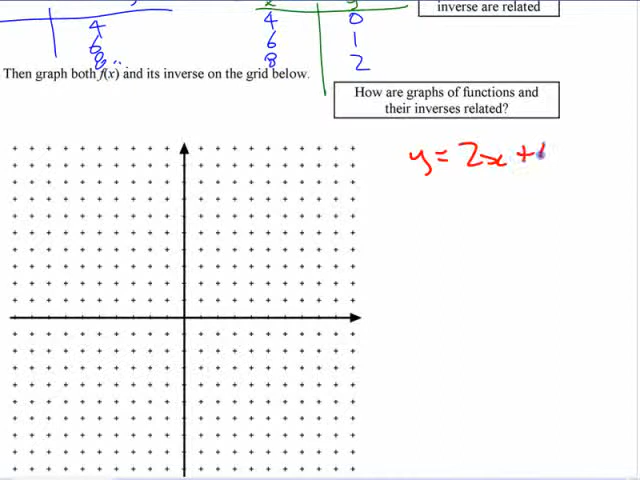 inverse are related
x
4 0
6 1
8 2
4
6
8
Then graph both f(x) and its inverse on the grid below.
How are graphs of functions and
their inverses related?
y = 2x +